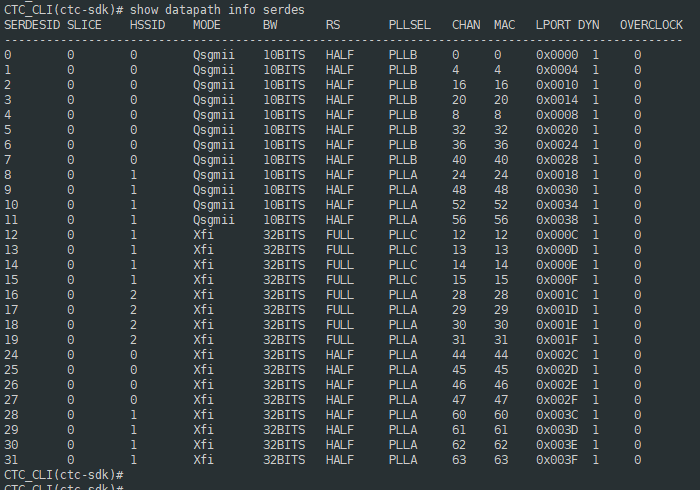 CTC_CLI(ctc-sdk)# show datapath info serdes
SERDESID SLICE HSSID MODE BW RS PLLSEL CHAN MAC LPORT DYN OVERCLOCK
--------------------------------------------------------------------------------------------
0 0 0 Qsgmii 10BITS HALF PLLB 0 0 0x0000 1 0
1 0 0 Qsgmii 10BITS HALF PLLB 4 4 0x0004 1 0
2 0 0 Qsgmii 10BITS HALF PLLB 16 16 0x0010 1 0
3 0 0 Qsgmii 10BITS HALF PLLB 20 20 0x0014 1 0
4 0 0 Qsgmii 10BITS HALF PLLB 8 8 0x0008 1 0
5 0 0 Qsgmii 10BITS HALF PLLB 32 32 0x0020 1 0
6 0 0 Qsgmii 10BITS HALF PLLB 36 36 0x0024 1 0
7 0 0 Qsgmii 10BITS HALF PLLB 40 40 0x0028 1 0
8 0 1 Qsgmii 10BITS HALF PLLA 24 24 0x0018 1 0
9 0 1 Qsgmii 10BITS HALF PLLA 48 48 0x0030 1 0
10 0 1 Qsgmii 10BITS HALF PLLA 52 52 0x0034 1 0
11 0 1 Qsgmii 10BITS HALF PLLA 56 56 0x0038 1 0
12 0 1 Xfi 32BITS FULL PLLC 12 12 0x000C 1 0
13 0 1 Xfi 32BITS FULL PLLC 13 13 0x000D 1 0
14 0 1 Xfi 32BITS FULL PLLC 14 14 0x000E 1 0
15 0 1 Xfi 32BITS FULL PLLC 15 15 0x000F 1 0
16 0 2 Xfi 32BITS FULL PLLA 28 28 0x001C 1 0
17 0 2 Xfi 32BITS FULL PLLA 29 29 0x001D 1 0
18 0 2 Xfi 32BITS FULL PLLA 30 30 0x001E 1 0
19 0 2 Xfi 32BITS FULL PLLA 31 31 0x001F 1 0
24 0 0 Xfi 32BITS HALF PLLA 44 44 0x002C 1 0
25 0 0 Xfi 32BITS HALF PLLA 45 45 0x002D 1 0
26 0 0 Xfi 32BITS HALF PLLA 46 46 0x002E 1 0
27 0 0 Xfi 32BITS HALF PLLA 47 47 0x002F 1 0
28 0 1 Xfi 32BITS HALF PLLA 60 60 0x003C 1 0
29 0 1 Xfi 32BITS HALF PLLA 61 61 0x003D 1 0
30 0 1 Xfi 32BITS HALF PLLA 62 62 0x003E 1 0
31 0 1 Xfi 32BITS HALF PLLA 63 63 0x003F 1 0
CTC_CLI(ctc-sdk)#
CTC_CLI(ctc-sdk)#